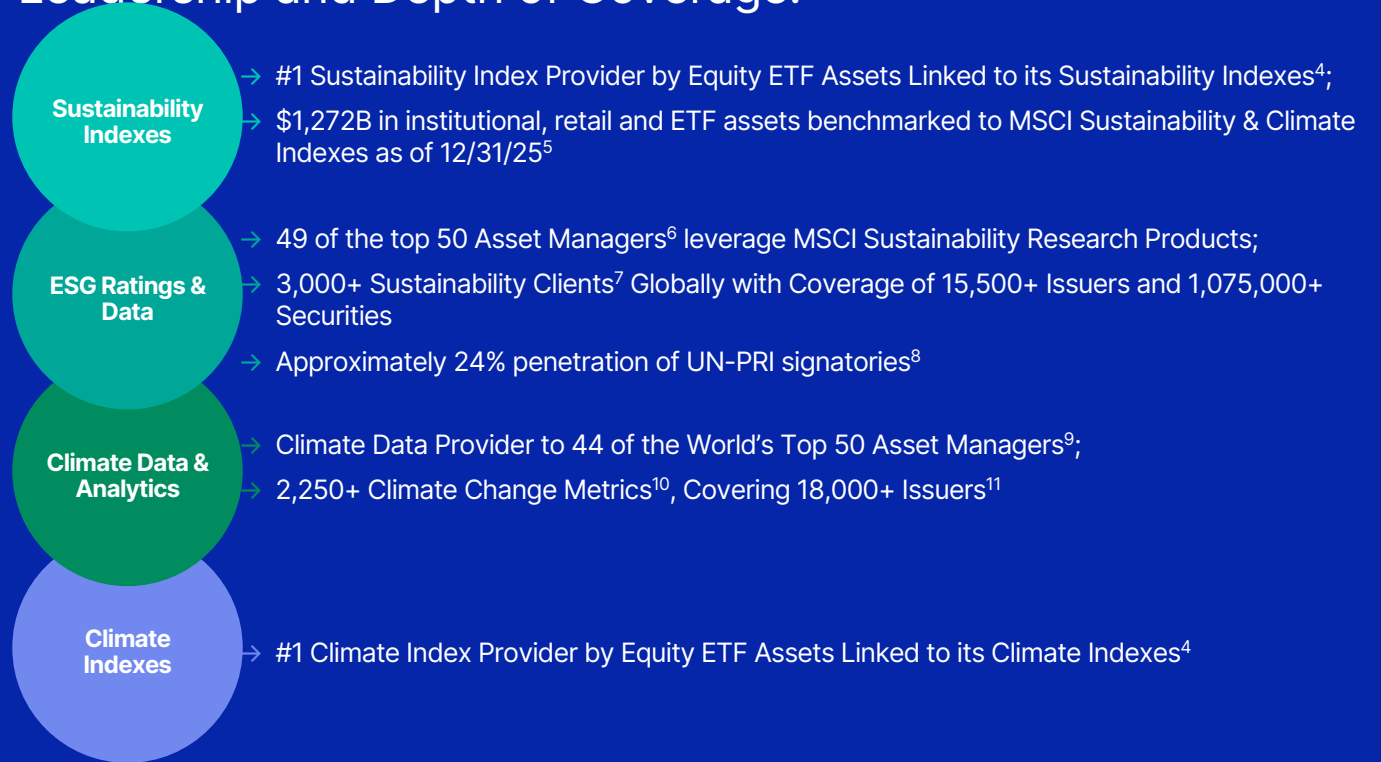 Leadership and Depth of Coverage:
Sustainability
Indexes
→ #1 Sustainability Index Provider by Equity ETF Assets Linked to its Sustainability Indexes⁴;
→ $1,272B in institutional, retail and ETF assets benchmarked to MSCI Sustainability & Climate
Indexes as of 12/31/25⁵
ESG Ratings &
Data
→ 49 of the top 50 Asset Managers⁶ leverage MSCI Sustainability Research Products;
→ 3,000+ Sustainability Clients⁷ Globally with Coverage of 15,500+ Issuers and 1,075,000+
Securities
→ Approximately 24% penetration of UN-PRI signatories⁸
Climate Data &
Analytics
→ Climate Data Provider to 44 of the World’s Top 50 Asset Managers⁹;
→ 2,250+ Climate Change Metrics¹⁰, Covering 18,000+ Issuers¹¹
Climate
Indexes
→ #1 Climate Index Provider by Equity ETF Assets Linked to its Climate Indexes⁴